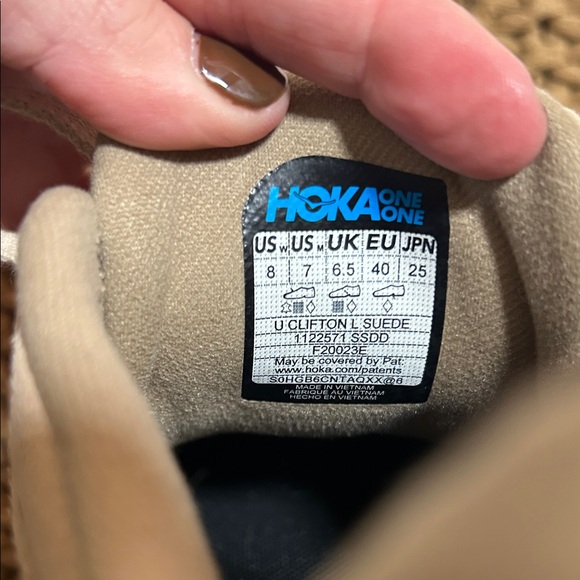 HOKA ONE ONE
US W US M UK EU JPN
8 7 6.5 40 25
U CLIFTON L SUEDE
1122571 SSDD
F20023E
May be covered by Pat:
www.hoka.com/patents
S0HGB6CNTAQXX@6
MADE IN VIETNAM
FABRIQUÉ AU VIETNAM
HECHO EN VIETNAM